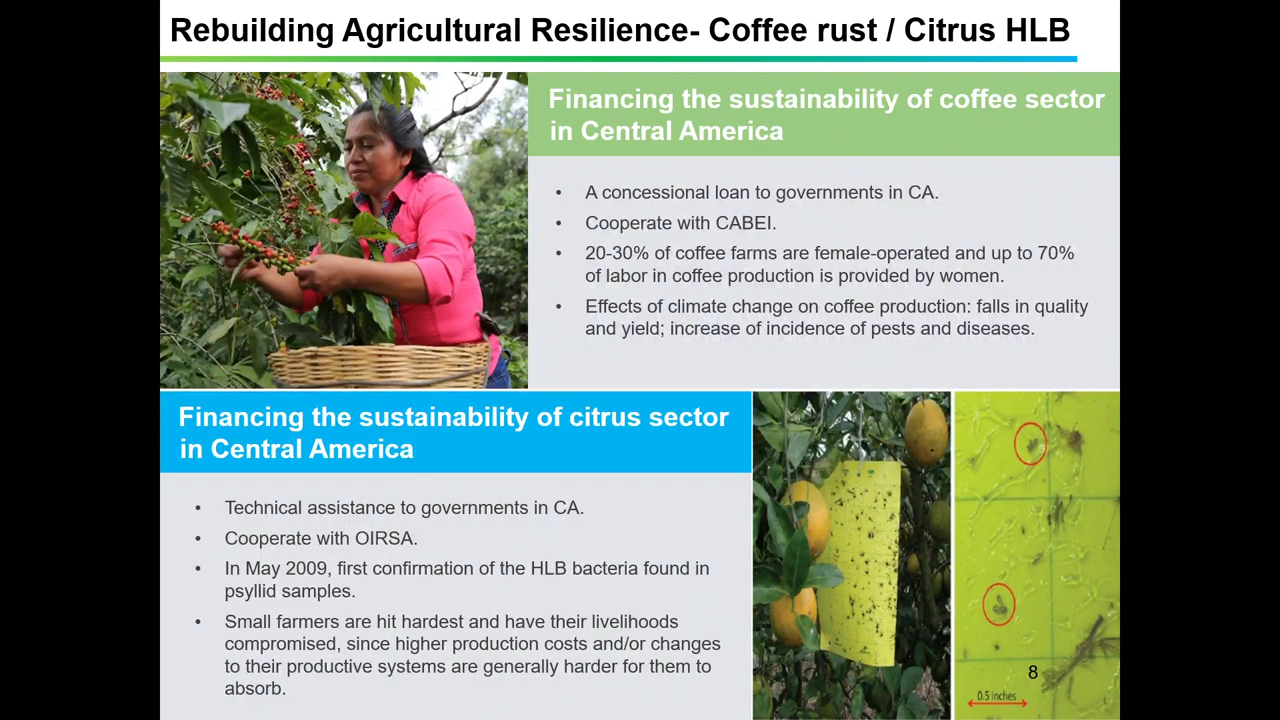 Rebuilding Agricultural Resilience- Coffee rust / Citrus HLB
Financing the sustainability of coffee sector
in Central America
• A concessional loan to governments in CA.
• Cooperate with CABEI.
• 20-30% of coffee farms are female-operated and up to 70%
of labor in coffee production is provided by women.
• Effects of climate change on coffee production: falls in quality
and yield; increase of incidence of pests and diseases.
Financing the sustainability of citrus sector
in Central America
• Technical assistance to governments in CA.
• Cooperate with OIRSA.
• In May 2009, first confirmation of the HLB bacteria found in
psyllid samples.
• Small farmers are hit hardest and have their livelihoods
compromised, since higher production costs and/or changes
to their productive systems are generally harder for them to
absorb.
8
0.5 inches